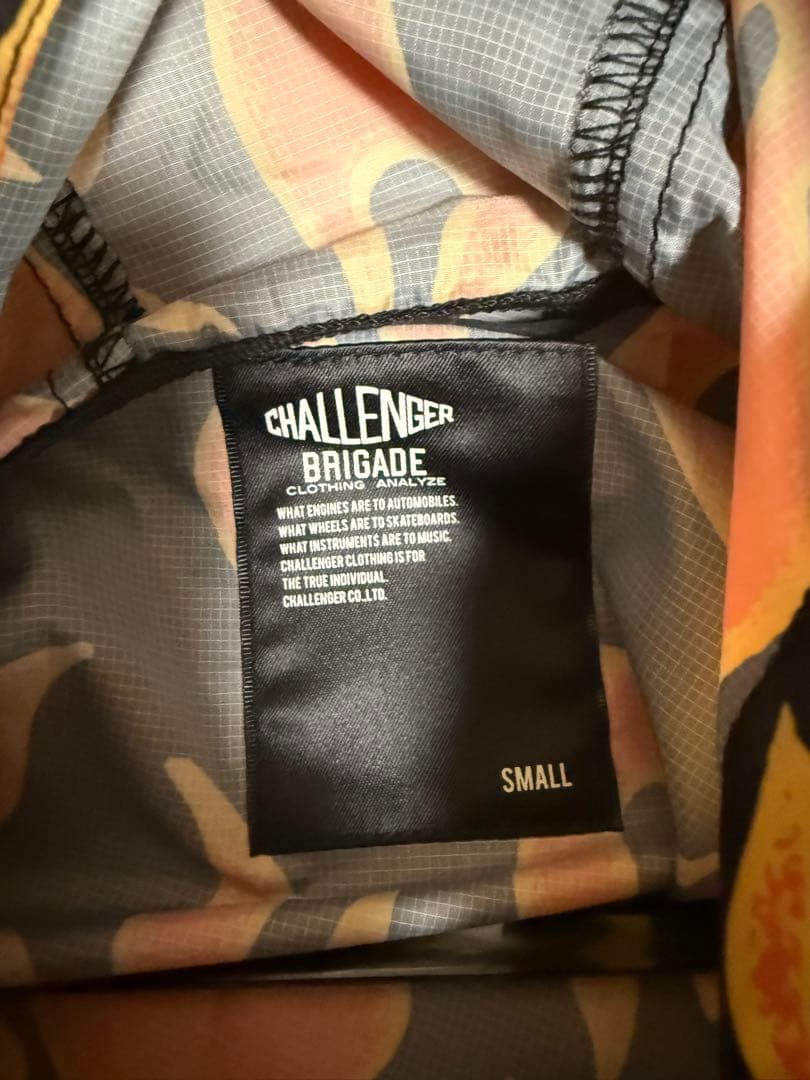 CHALLENGER
BRIGADE
CLOTHING ANALYZE
WHAT ENGINES ARE TO AUTOMOBILES.
WHAT WHEELS ARE TO SKATEBOARDS.
WHAT INSTRUMENTS ARE TO MUSIC.
CHALLENGER CLOTHING IS FOR
THE TRUE INDIVIDUAL.
CHALLENGER CO.,LTD.
SMALL